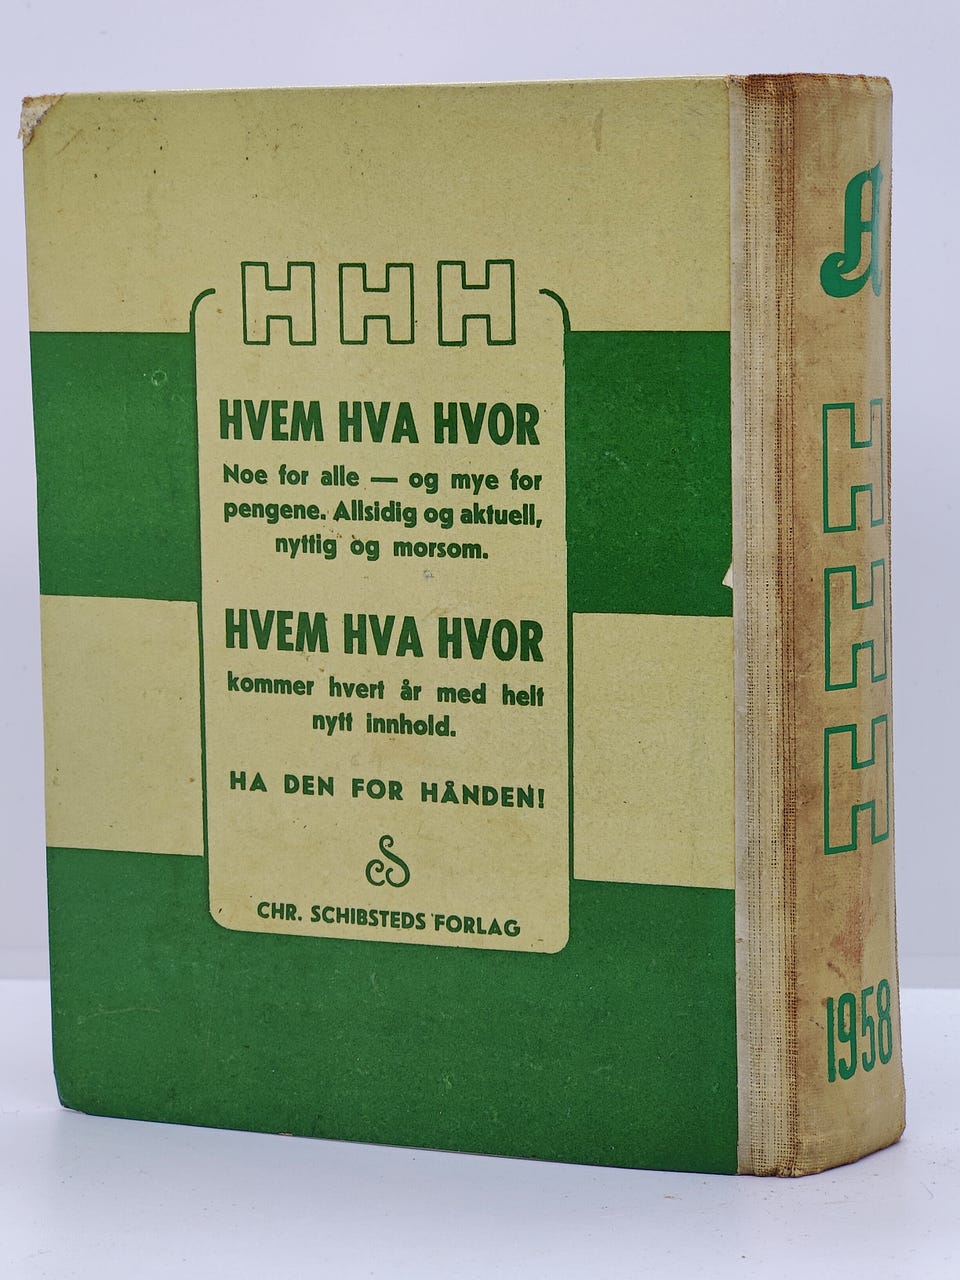 HHH
HVEM HVA HVOR
Noe for alle — og mye for
pengene. Allsidig og aktuell,
nyttig og morsom.
HVEM HVA HVOR
kommer hvert år med helt
nytt innhold.
HA DEN FOR HÅNDEN!
CS
CHR. SCHIBSTEDS FORLAG
A
H
H
H
1958